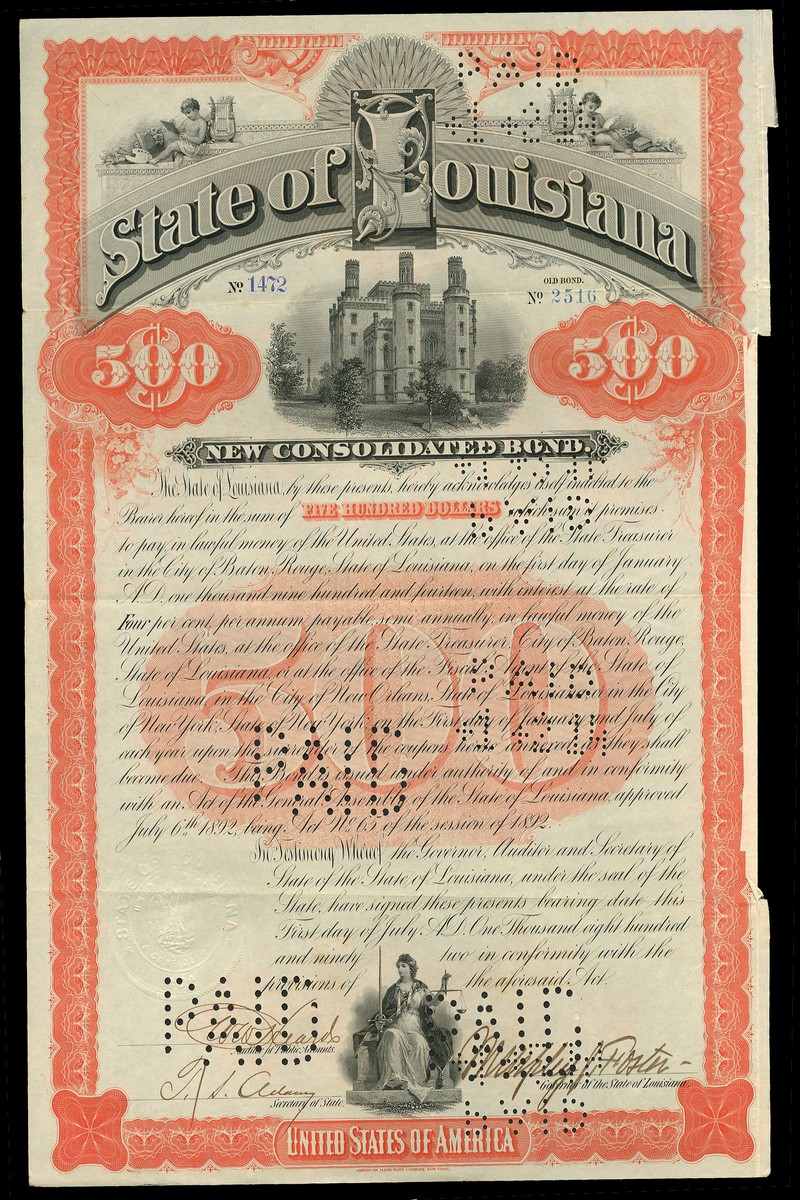 State of Louisiana
OLD BOND.
Nº 1472
Nº 2516
500
500
NEW CONSOLIDATED BOND.
The State of Louisiana, by these presents, hereby acknowledges itself indebted to the
Bearer hereof in the sum of FIVE HUNDRED DOLLARS which sum it promises
to pay, in lawful money of the United States, at the office of the State Treasurer
in the City of Baton Rouge, State of Louisiana, on the first day of January
A.D. one thousand nine hundred and fourteen, with interest at the rate of
Four per cent. per annum payable semi annually, in lawful money of the
United States, at the office of the State Treasurer, City of Baton Rouge,
State of Louisiana, or at the office of the Fiscal Agent of the State of
Louisiana, in the City of New Orleans, State of Louisiana or in the City
of New York, State of New York, on the First day of January and July of
each year upon the surrender of the coupons hereto annexed, as they shall
become due. This Bond is issued under authority of and in conformity
with an Act of the General Assembly of the State of Louisiana, approved
July 6th 1892, being Act No 65 of the session of 1892.
500
PAID
PAID
In Testimony Whereof the Governor, Auditor and Secretary of
State of the State of Louisiana, under the seal of the
State, have signed these presents bearing date this
First day of July A.D. One Thousand eight hundred
and ninety two in conformity with the
provisions of the aforesaid Act.
PAID
PAID
Auditor of Public Accounts.
Murphy J. Foster
Governor of the State of Louisiana.
T. S. Adams
Secretary of State.
UNITED STATES OF AMERICA
AMERICAN BANK NOTE COMPANY, NEW YORK.